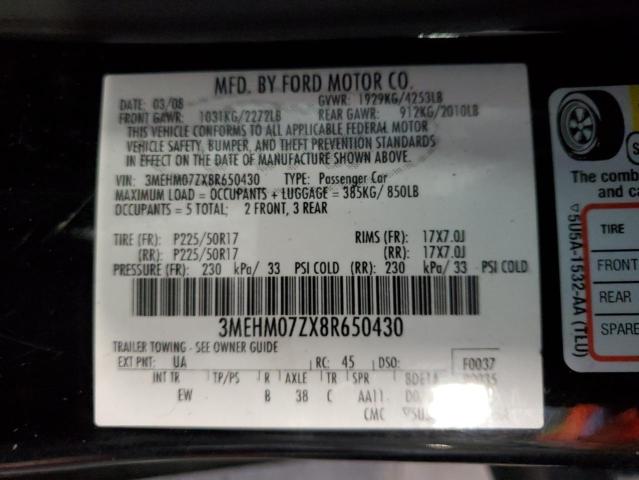 MFD. BY FORD MOTOR CO.
DATE: 03/08 GVWR: 1929KG/4253LB
FRONT GAWR: 1031KG/2272LB REAR GAWR: 912KG/2010LB
THIS VEHICLE CONFORMS TO ALL APPLICABLE FEDERAL MOTOR
VEHICLE SAFETY, BUMPER, AND THEFT PREVENTION STANDARDS
IN EFFECT ON THE DATE OF MANUFACTURE SHOWN ABOVE.
VIN: 3MEHM07ZX8R650430 TYPE: Passenger Car
MAXIMUM LOAD = OCCUPANTS + LUGGAGE = 385KG/ 850LB
OCCUPANTS = 5 TOTAL; 2 FRONT, 3 REAR
TIRE (FR): P225/50R17 RIMS (FR): 17X7.0J
(RR): P225/50R17 (RR): 17X7.0J
PRESSURE (FR): 230 kPa/ 33 PSI COLD (RR): 230 kPa/ 33 PSI COLD
3MEHM07ZX8R650430
TRAILER TOWING - SEE OWNER GUIDE
EXT PNT: UA RC: 45 DSO: F0037
INT TR TP/PS R AXLE TR SPR
EW B 38 C AA11
CMC
The comb
and ca
▽5U5A-1532-AA (TLU)
TIRE
FRONT
REAR
SPARE